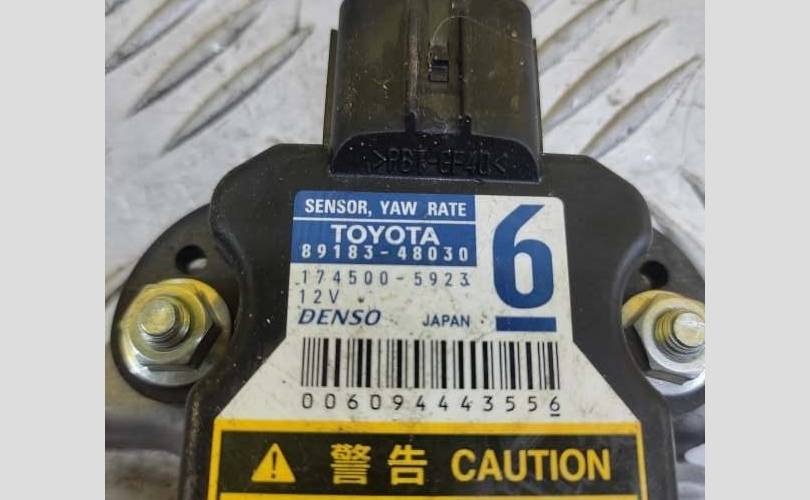 >PBT-GF40<
SENSOR, YAW RATE
TOYOTA
89183-48030
6
174500-5923
12V
DENSO JAPAN
006094443556
警告 CAUTION